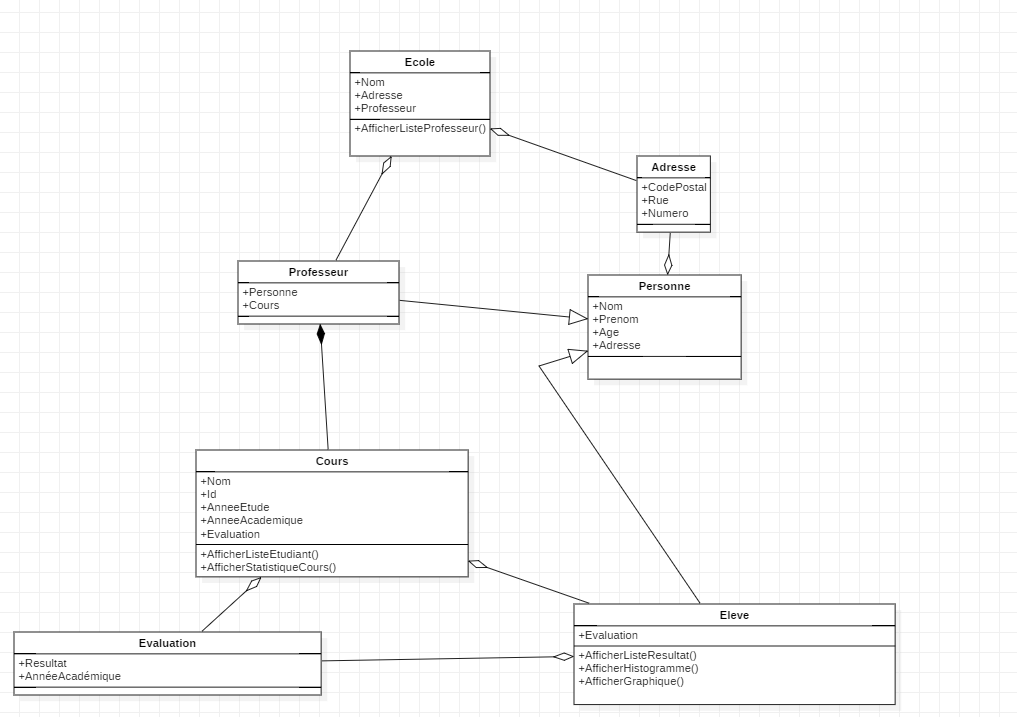 Ecole
+Nom
+Adresse
+Professeur
+AfficherListeProfesseur()
Adresse
+CodePostal
+Rue
+Numero
Professeur
+Personne
+Cours
Personne
+Nom
+Prenom
+Age
+Adresse
Cours
+Nom
+Id
+AnneeEtude
+AnneeAcademique
+Evaluation
+AfficherListeEtudiant()
+AfficherStatistiqueCours()
Evaluation
+Resultat
+AnnéeAcadémique
Eleve
+Evaluation
+AfficherListeResultat()
+AfficherHistogramme()
+AfficherGraphique()